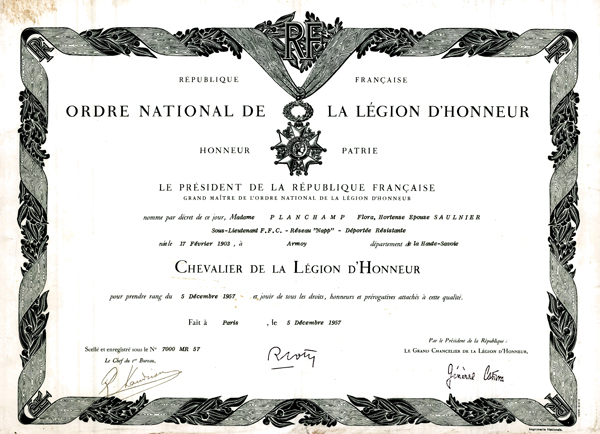 RF
RÉPUBLIQUE FRANÇAISE
ORDRE NATIONAL DE LA LÉGION D'HONNEUR
HONNEUR PATRIE
LE PRÉSIDENT DE LA RÉPUBLIQUE FRANÇAISE
GRAND MAÎTRE DE L'ORDRE NATIONAL DE LA LÉGION D'HONNEUR
nomme par décret de ce jour, Madame PLANCHAMP Flora, Hortense Epouse SAULNIER
Sous-Lieutenant F.F.C. - Réseau "Napp" - Déportée Résistante
née le 17 Février 1903, à Armoy département de la Haute-Savoie
CHEVALIER DE LA LÉGION D'HONNEUR
pour prendre rang du 5 Décembre 1957 et jouir de tous les droits, honneurs et prérogatives attachés à cette qualité.
Fait à Paris, le 5 Décembre 1957
Scellé et enregistré sous le N° 7000 MR 57
Le Chef du 1er Bureau,
Par le Président de la République :
LE GRAND CHANCELIER DE LA LÉGION D'HONNEUR,
Général
Imprimerie Nationale.